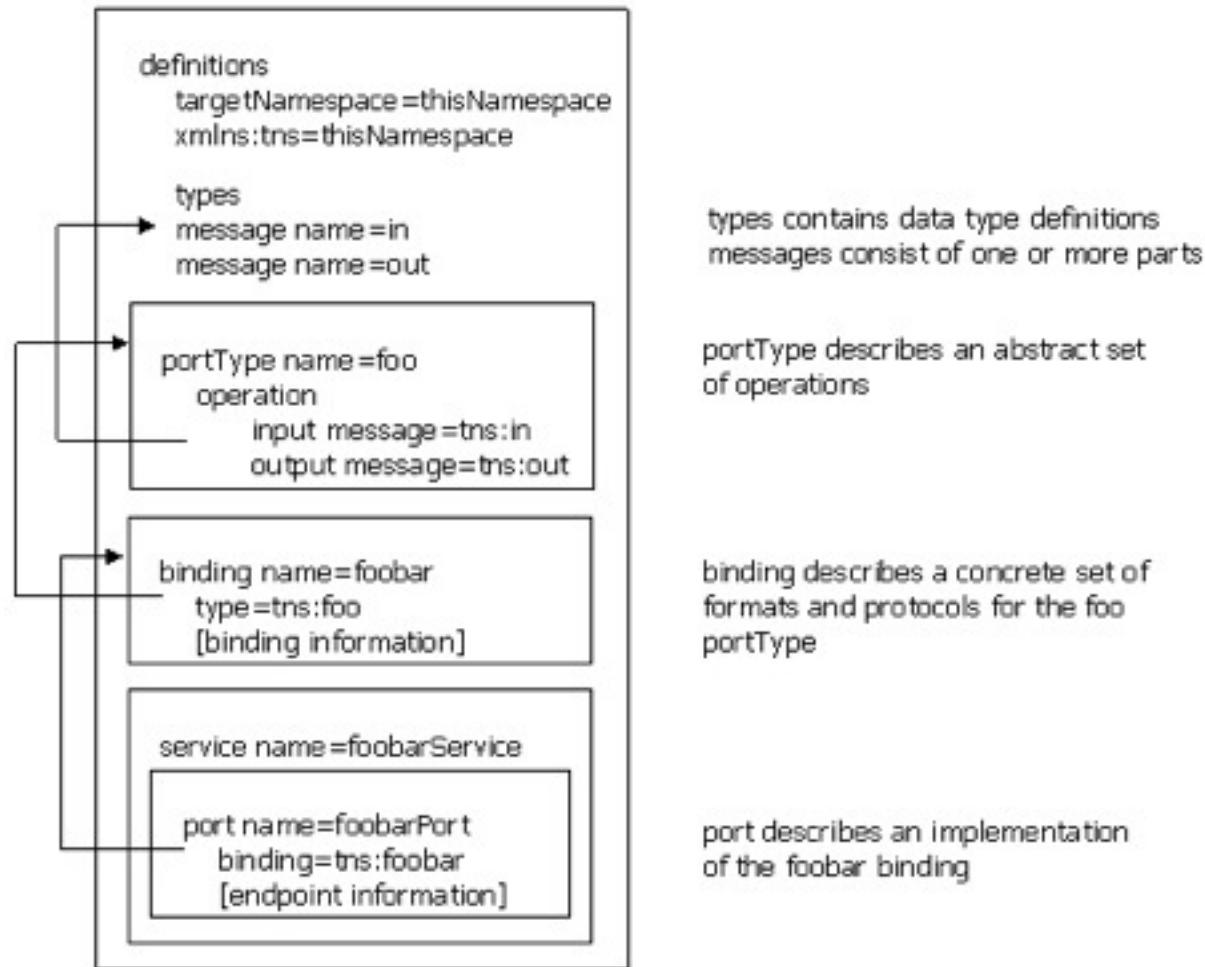 definitions
targetNamespace=thisNamespace
xmlns:tns=thisNamespace
types
message name=in
message name=out
types contains data type definitions
messages consist of one or more parts
portType name=foo
operation
input message=tns:in
output message=tns:out
portType describes an abstract set
of operations
binding name=foobar
type=tns:foo
[binding information]
binding describes a concrete set of
formats and protocols for the foo
portType
service name=foobarService
port name=foobarPort
binding=tns:foobar
[endpoint information]
port describes an implementation
of the foobar binding